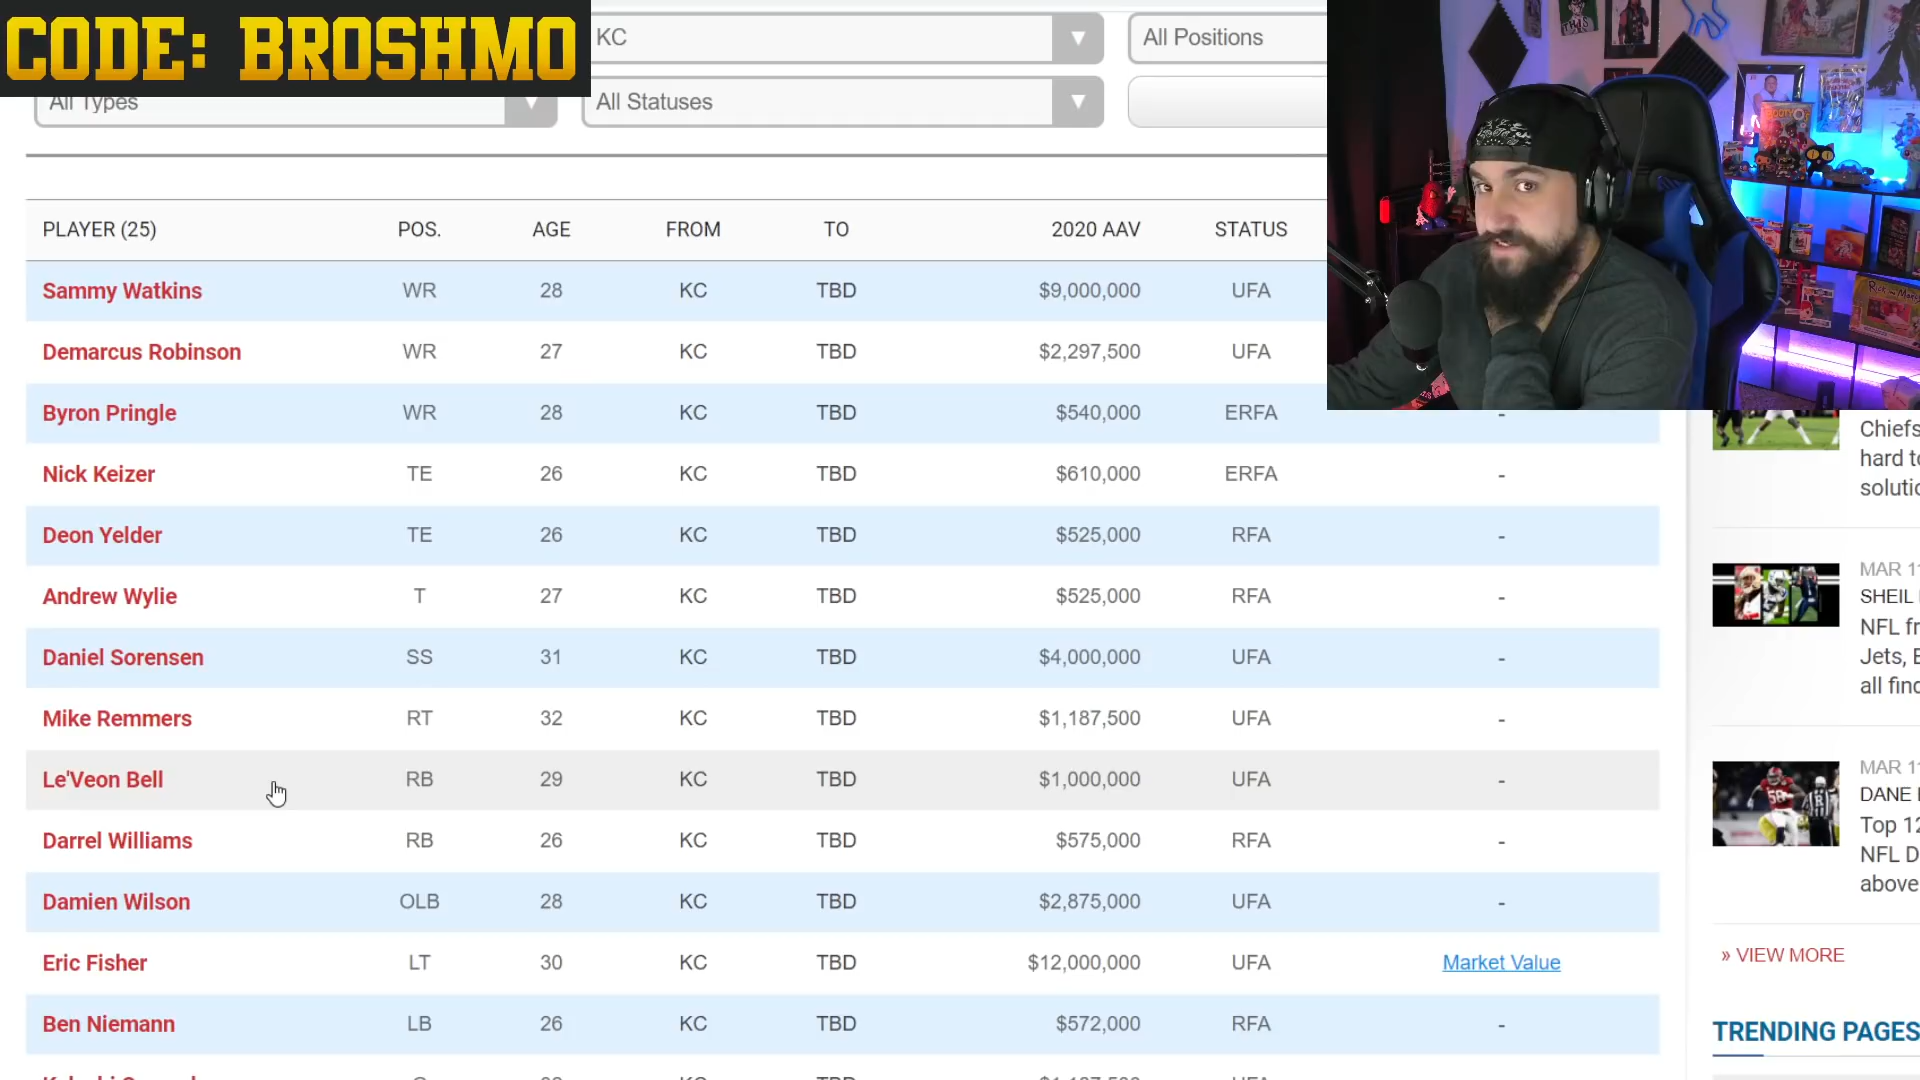 CODE: BROSHMO
KC
All Positions
All Types
All Statuses
PLAYER (25) POS. AGE FROM TO 2020 AAV STATUS
Sammy Watkins WR 28 KC TBD $9,000,000 UFA
Demarcus Robinson WR 27 KC TBD $2,297,500 UFA
Byron Pringle WR 28 KC TBD $540,000 ERFA -
Nick Keizer TE 26 KC TBD $610,000 ERFA -
Deon Yelder TE 26 KC TBD $525,000 RFA -
Andrew Wylie T 27 KC TBD $525,000 RFA -
Daniel Sorensen SS 31 KC TBD $4,000,000 UFA -
Mike Remmers RT 32 KC TBD $1,187,500 UFA -
Le'Veon Bell RB 29 KC TBD $1,000,000 UFA -
Darrel Williams RB 26 KC TBD $575,000 RFA -
Damien Wilson OLB 28 KC TBD $2,875,000 UFA -
Eric Fisher LT 30 KC TBD $12,000,000 UFA Market Value
Ben Niemann LB 26 KC TBD $572,000 RFA -
Chiefs
hard to
solutio
MAR 11
SHEIL
NFL fr
Jets, B
all find
MAR 11
DANE
Top 12
NFL D
above
» VIEW MORE
TRENDING PAGES